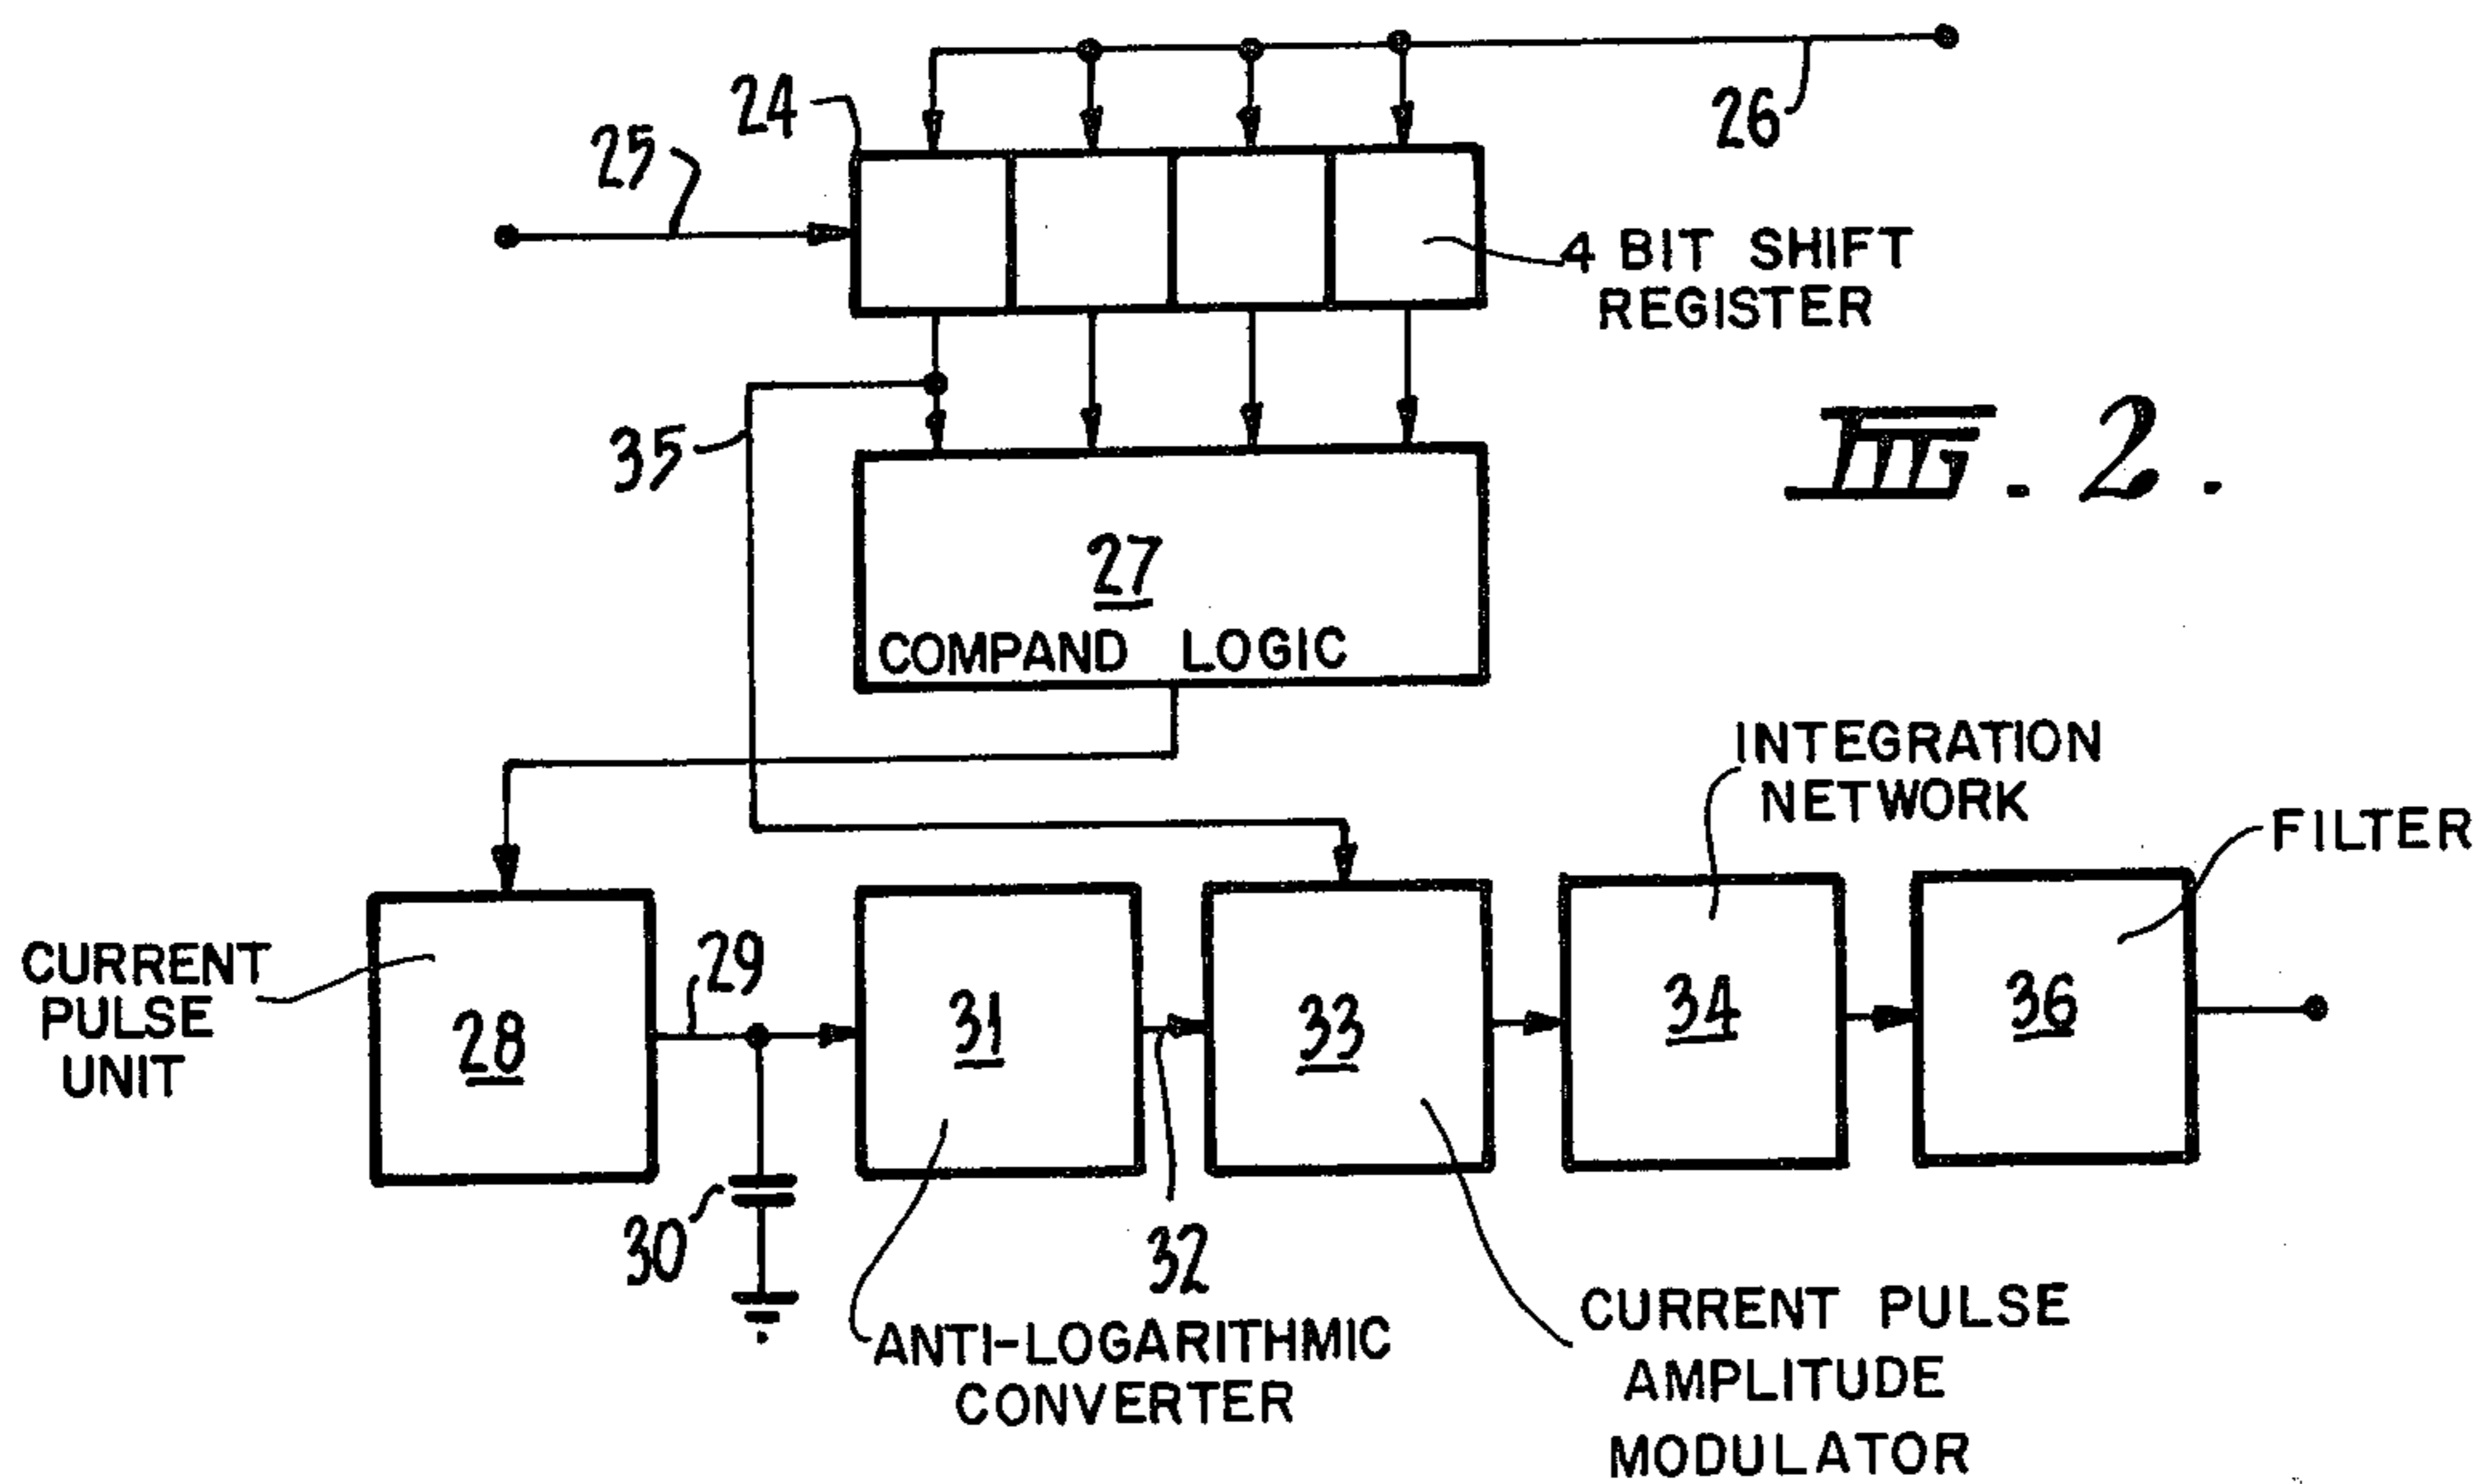 26
24
25
4 BIT SHIFT
REGISTER
FIG. 2.
35
27
COMPAND LOGIC
INTEGRATION
NETWORK
FILTER
CURRENT
PULSE
UNIT
28
29
31
33
34
36
30
32
ANTI-LOGARITHMIC
CONVERTER
CURRENT PULSE
AMPLITUDE
MODULATOR